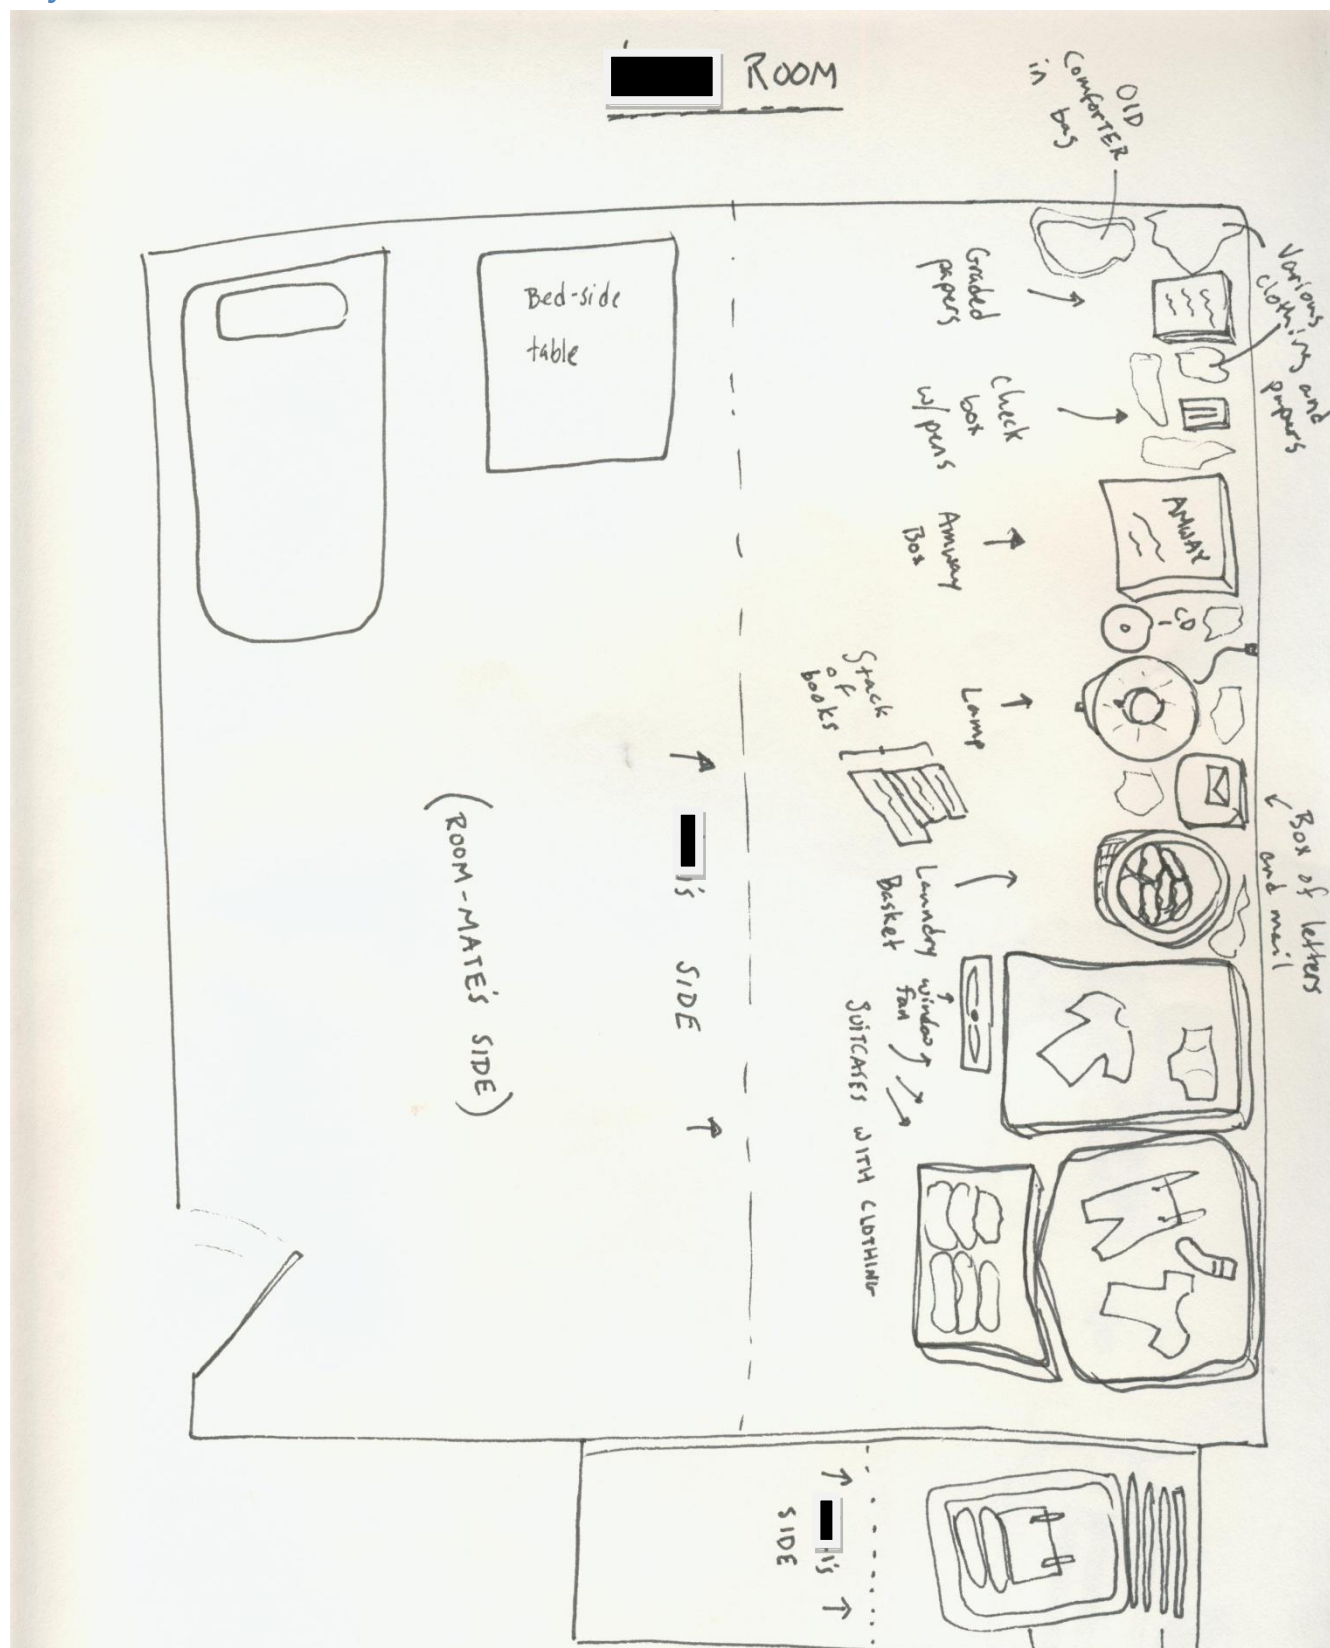 ROOM
OlD
ComforTER
in bag
Various
clothing and
papers
Graded
papers
Bed-side
table
Check
box
w/pens
AMWAY
Amway
Box
CD
Lamp
Stack
of
books
Box of letters
and mail
Laundry
Basket
window
fan
SUITCASES WITH CLOTHING
's SIDE
(ROOM-MATE'S SIDE)
i's
SIDE